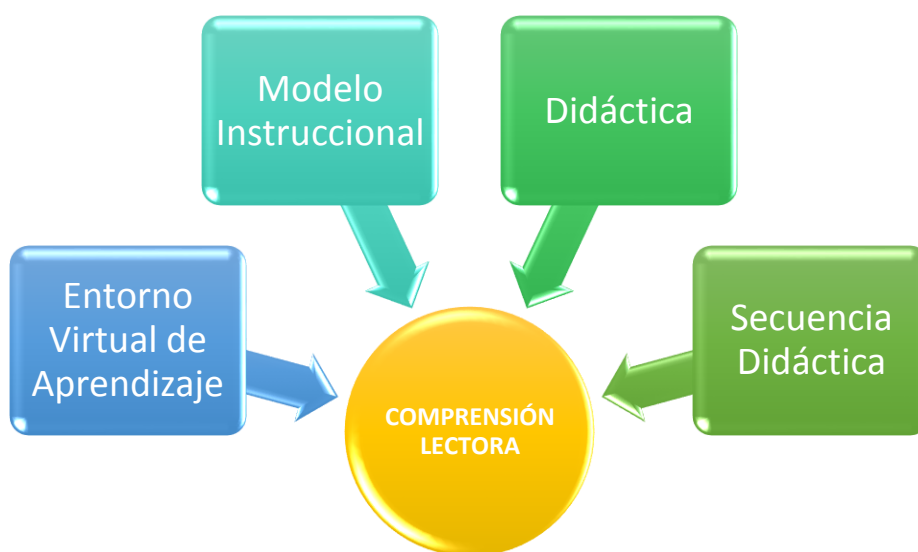 Modelo
Instruccional
Didáctica
Entorno
Virtual de
Aprendizaje
Secuencia
Didáctica
COMPRENSIÓN
LECTORA